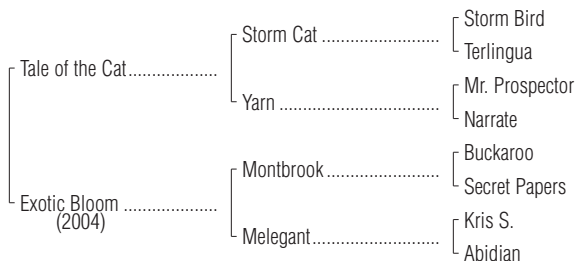 Storm Bird
Storm Cat ..............................
Terlingua
Tale of the Cat..................
Mr. Prospector
Yarn .........................................
Narrate
Buckaroo
Montbrook .............................
Secret Papers
Exotic Bloom ...................
(2004)
Kris S.
Melegant................................
Abidian